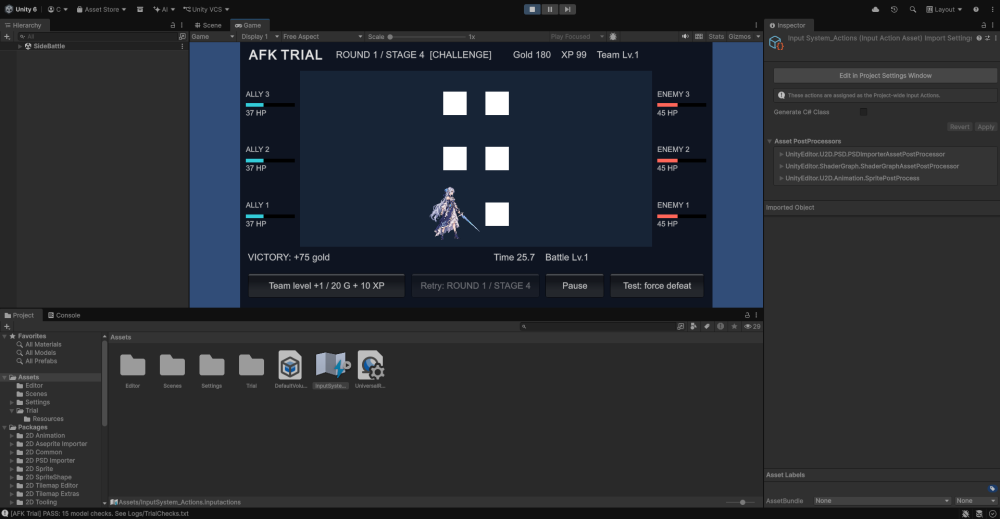 Unity 6 C Asset Store AI Unity VCS Layout
Hierarchy Scene Game Inspector
All
Game Display 1 Free Aspect Scale 1x Play Focused Stats Gizmos
SideBattle
Input System_Actions (Input Action Asset) Import Settings
Edit in Project Settings Window
These actions are assigned as the Project-wide Input Actions.
Generate C# Class
Revert Apply
Asset PostProcessors
UnityEditor.U2D.PSD.PSDImporterAssetPostProcessor
UnityEditor.ShaderGraph.ShaderGraphAssetPostProcessor
UnityEditor.U2D.Animation.SpritePostProcess
Imported Object
AFK TRIAL ROUND 1 / STAGE 4 [CHALLENGE] Gold 180 XP 99 Team Lv.1
ALLY 3 ENEMY 3
37 HP 45 HP
ALLY 2 ENEMY 2
37 HP 45 HP
ALLY 1 ENEMY 1
37 HP 45 HP
VICTORY: +75 gold Time 25.7 Battle Lv.1
Team level +1 / 20 G + 10 XP Retry: ROUND 1 / STAGE 4 Pause Test: force defeat
Project Console
29
Favorites
All Materials
All Models
All Prefabs
Assets
Editor
Scenes
Settings
Trial
Resources
Packages
2D Animation
2D Aseprite Importer
2D Common
2D PSD Importer
2D Sprite
2D SpriteShape
2D Tilemap Editor
2D Tilemap Extras
2D Tooling
Assets
Editor Scenes Settings Trial DefaultVolu... InputSyste... UniversalR...
Assets/InputSystem_Actions.inputactions
Asset Labels
AssetBundle None None
[AFK Trial] PASS: 15 model checks. See Logs/TrialChecks.txt